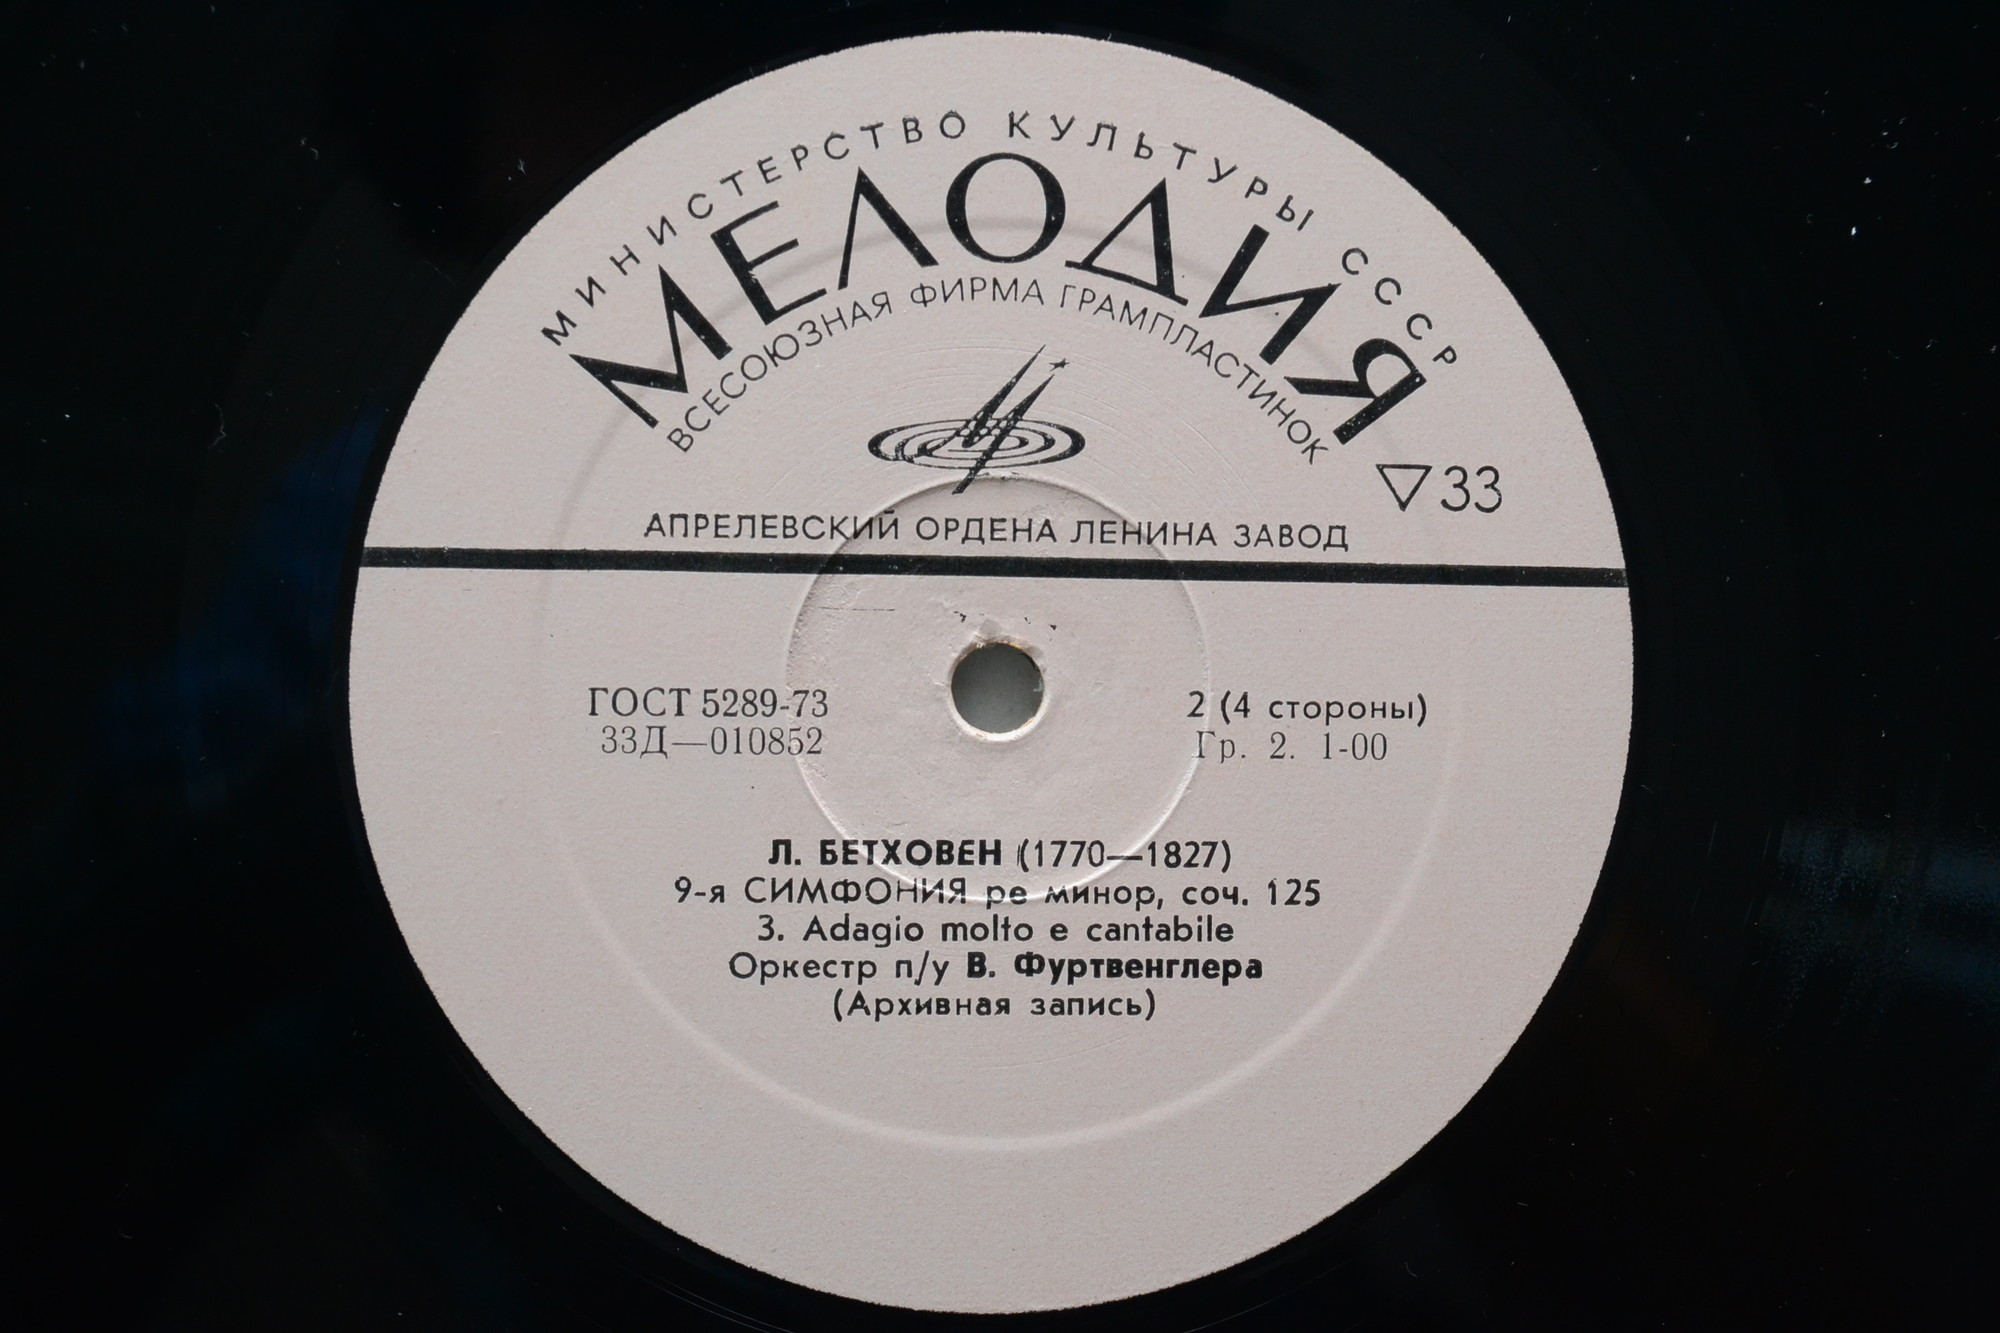 МИНИСТЕРСТВО КУЛЬТУРЫ СССР
МЕЛОДИЯ
ВСЕСОЮЗНАЯ ФИРМА ГРАМПЛАСТИНОК
33
АПРЕЛЕВСКИЙ ОРДЕНА ЛЕНИНА ЗАВОД
ГОСТ 5289-73
33Д—010852
2 (4 стороны)
Гр. 2. 1-00
Л. БЕТХОВЕН (1770—1827)
9-я СИМФОНИЯ ре минор, соч. 125
3. Adagio molto e cantabile
Оркестр п/у В. Фуртвенглера
(Архивная запись)